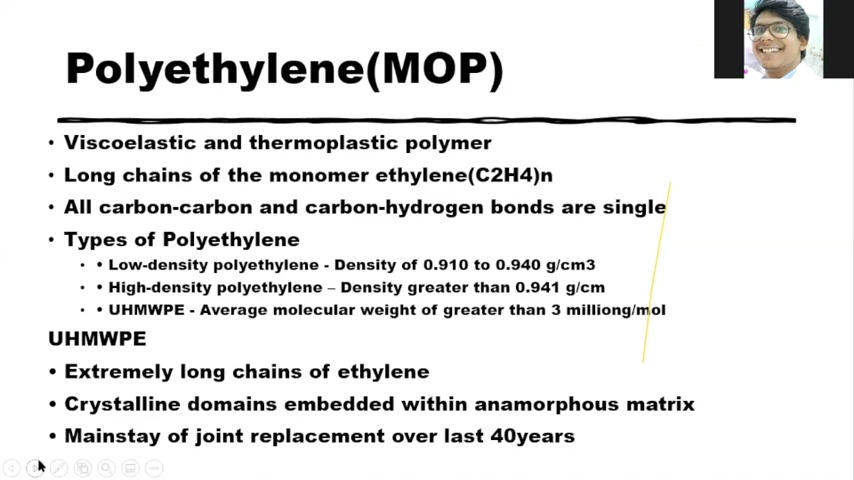 Polyethylene(MOP)
• Viscoelastic and thermoplastic polymer
• Long chains of the monomer ethylene(C2H4)n
• All carbon-carbon and carbon-hydrogen bonds are single
• Types of Polyethylene
• • Low-density polyethylene - Density of 0.910 to 0.940 g/cm3
• • High-density polyethylene – Density greater than 0.941 g/cm
• • UHMWPE - Average molecular weight of greater than 3 milliong/mol
UHMWPE
• Extremely long chains of ethylene
• Crystalline domains embedded within anamorphous matrix
• Mainstay of joint replacement over last 40years